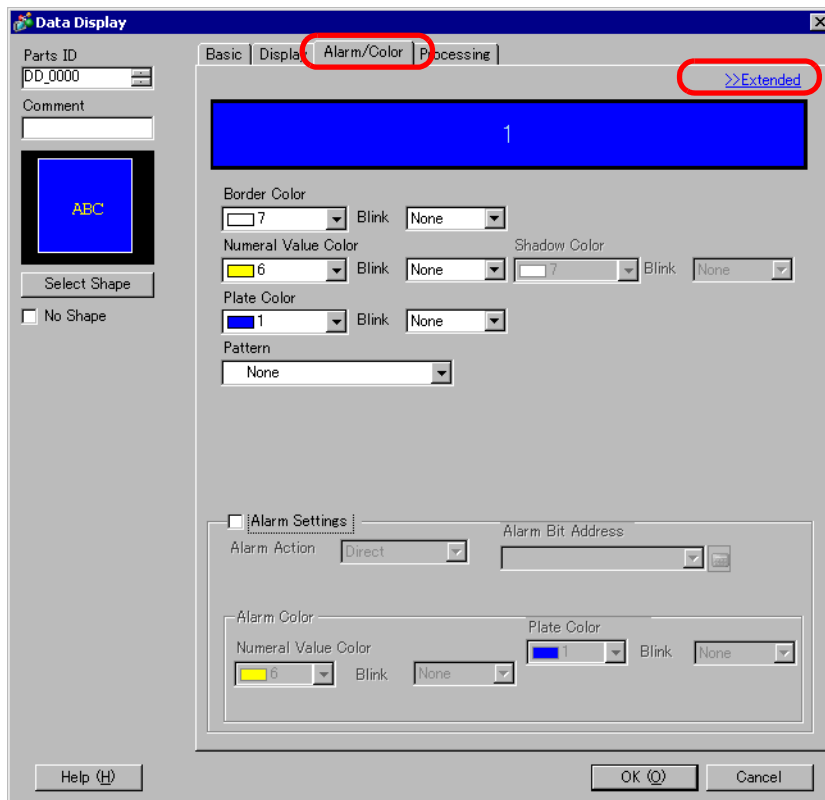 Data Display
Parts ID
DD_0000
Comment
ABC
Select Shape
No Shape
Basic Display Alarm/Color Processing
>>Extended
1
Border Color
7 Blink None
Numeral Value Color Shadow Color
6 Blink None 7 Blink None
Plate Color
1 Blink None
Pattern
None
Alarm Settings
Alarm Action Direct Alarm Bit Address
Alarm Color
Numeral Value Color Plate Color
6 Blink None 1 Blink None
Help (H) OK (O) Cancel